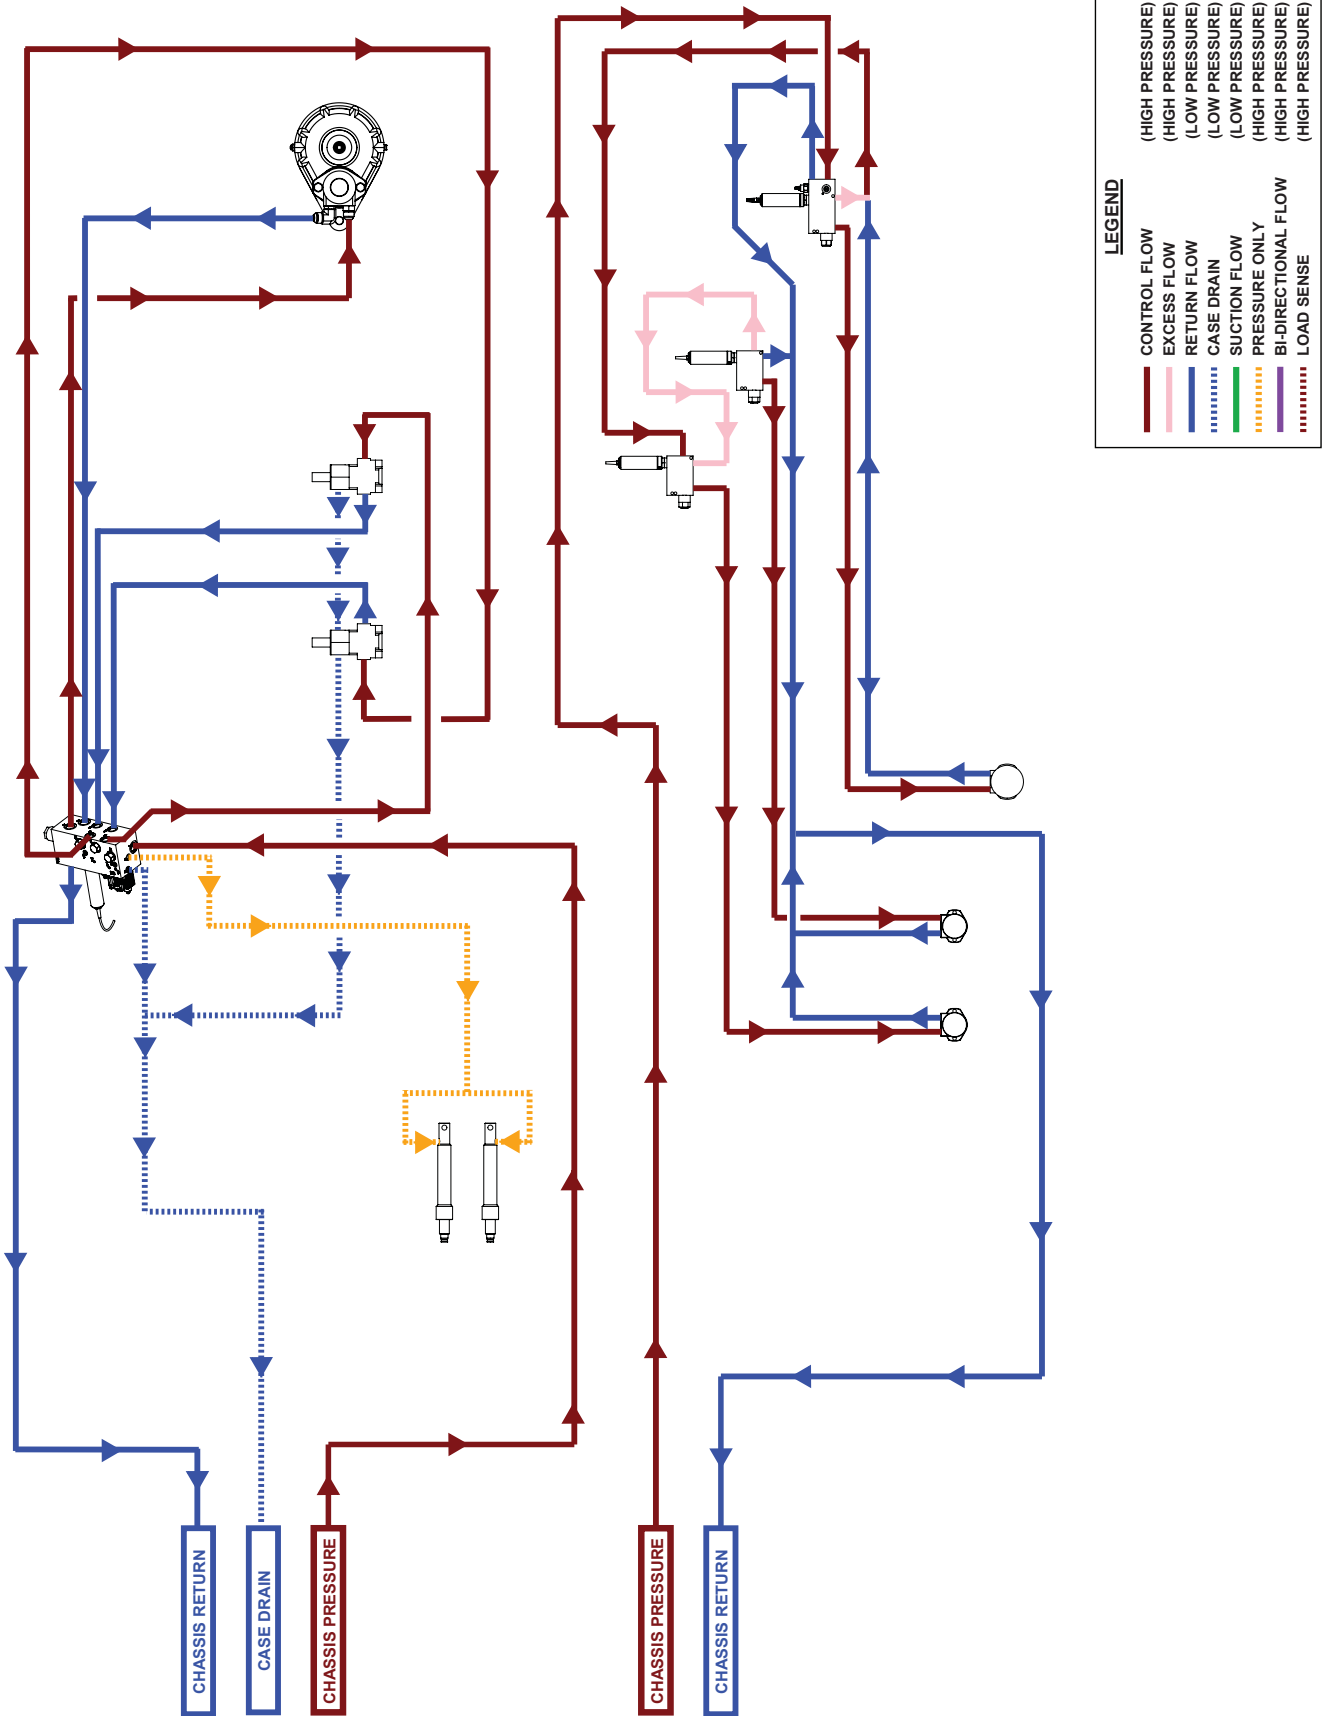 LEGEND
CONTROL FLOW (HIGH PRESSURE)
EXCESS FLOW (HIGH PRESSURE)
RETURN FLOW (LOW PRESSURE)
CASE DRAIN (LOW PRESSURE)
SUCTION FLOW (LOW PRESSURE)
PRESSURE ONLY (HIGH PRESSURE)
BI-DIRECTIONAL FLOW (HIGH PRESSURE)
LOAD SENSE (HIGH PRESSURE)
CHASSIS RETURN
CASE DRAIN
CHASSIS PRESSURE
CHASSIS PRESSURE
CHASSIS RETURN